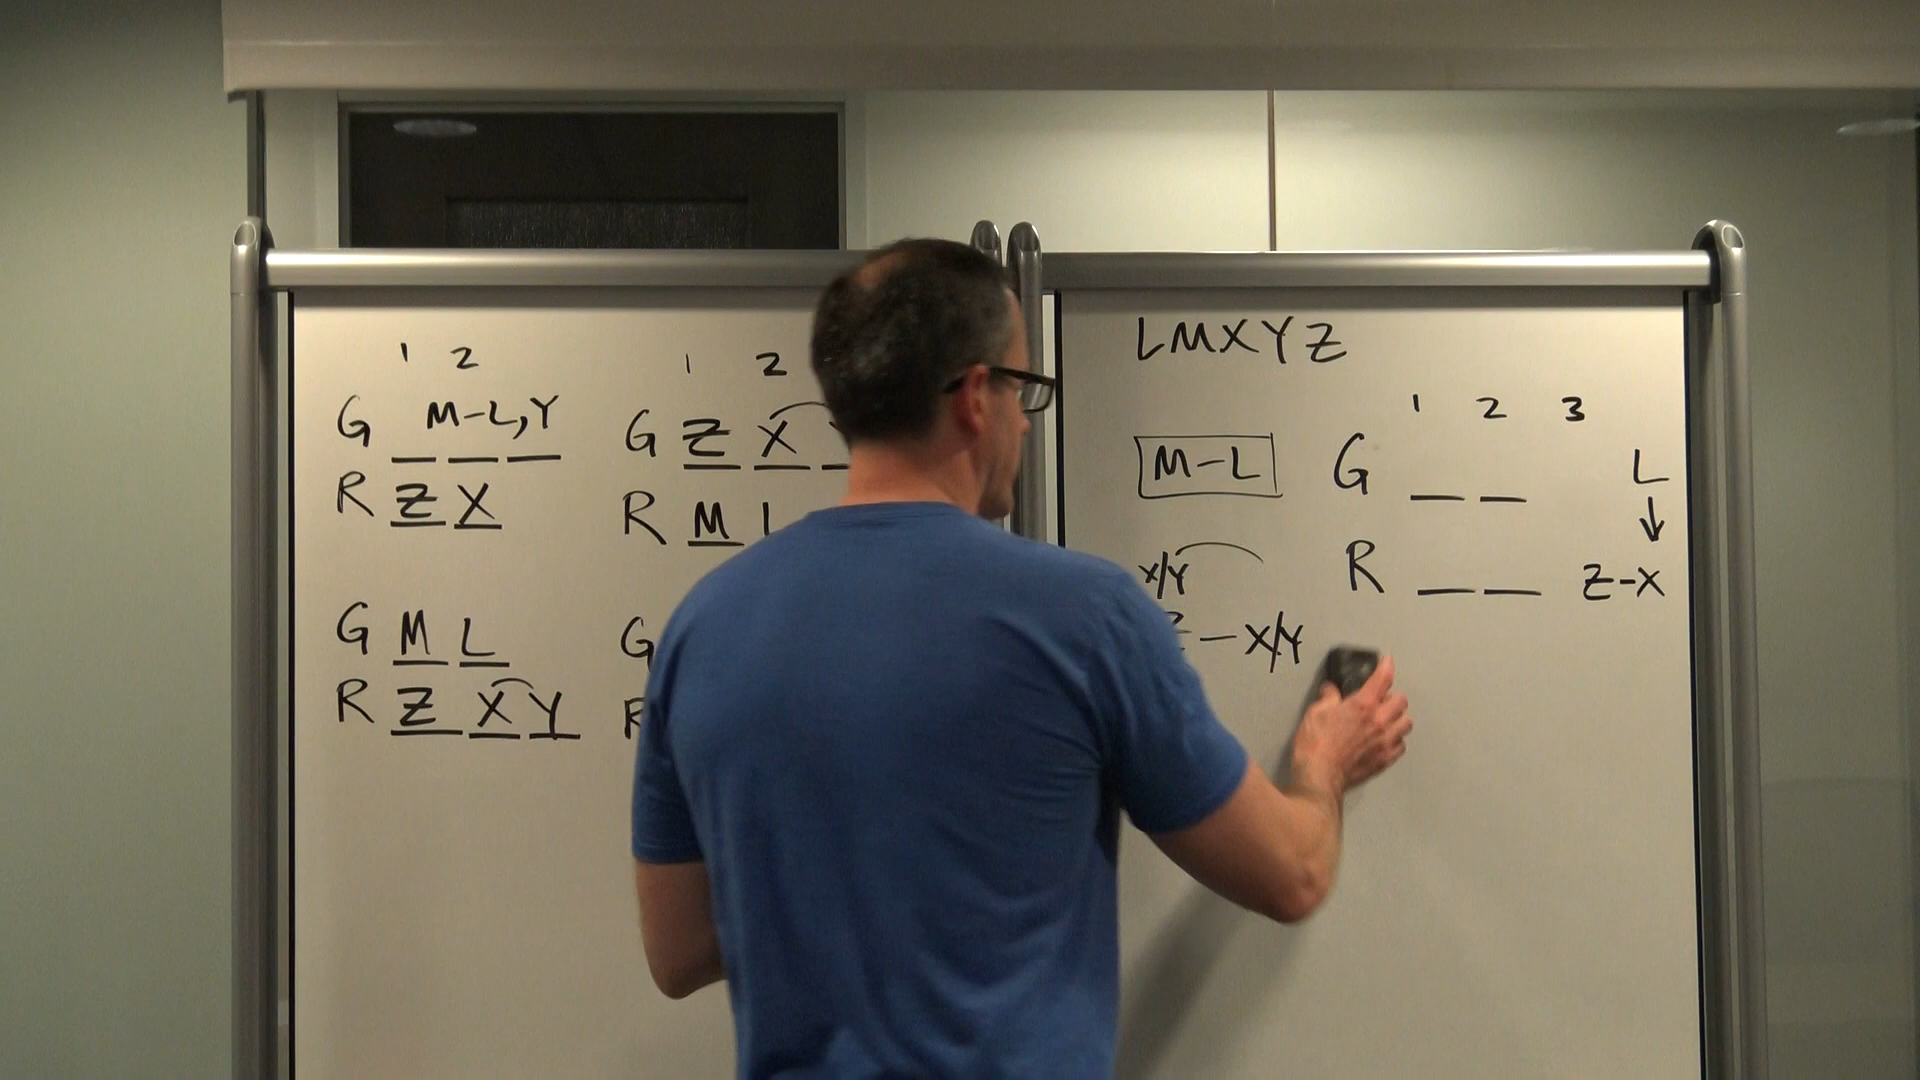 1 2
G M-L,Y
R Z X
G M L
R Z X Y
1 2
G Z X
R M
G
R
LMXYZ
1 2 3
M-L G L
↓
R Z-X
X/Y
- X/Y